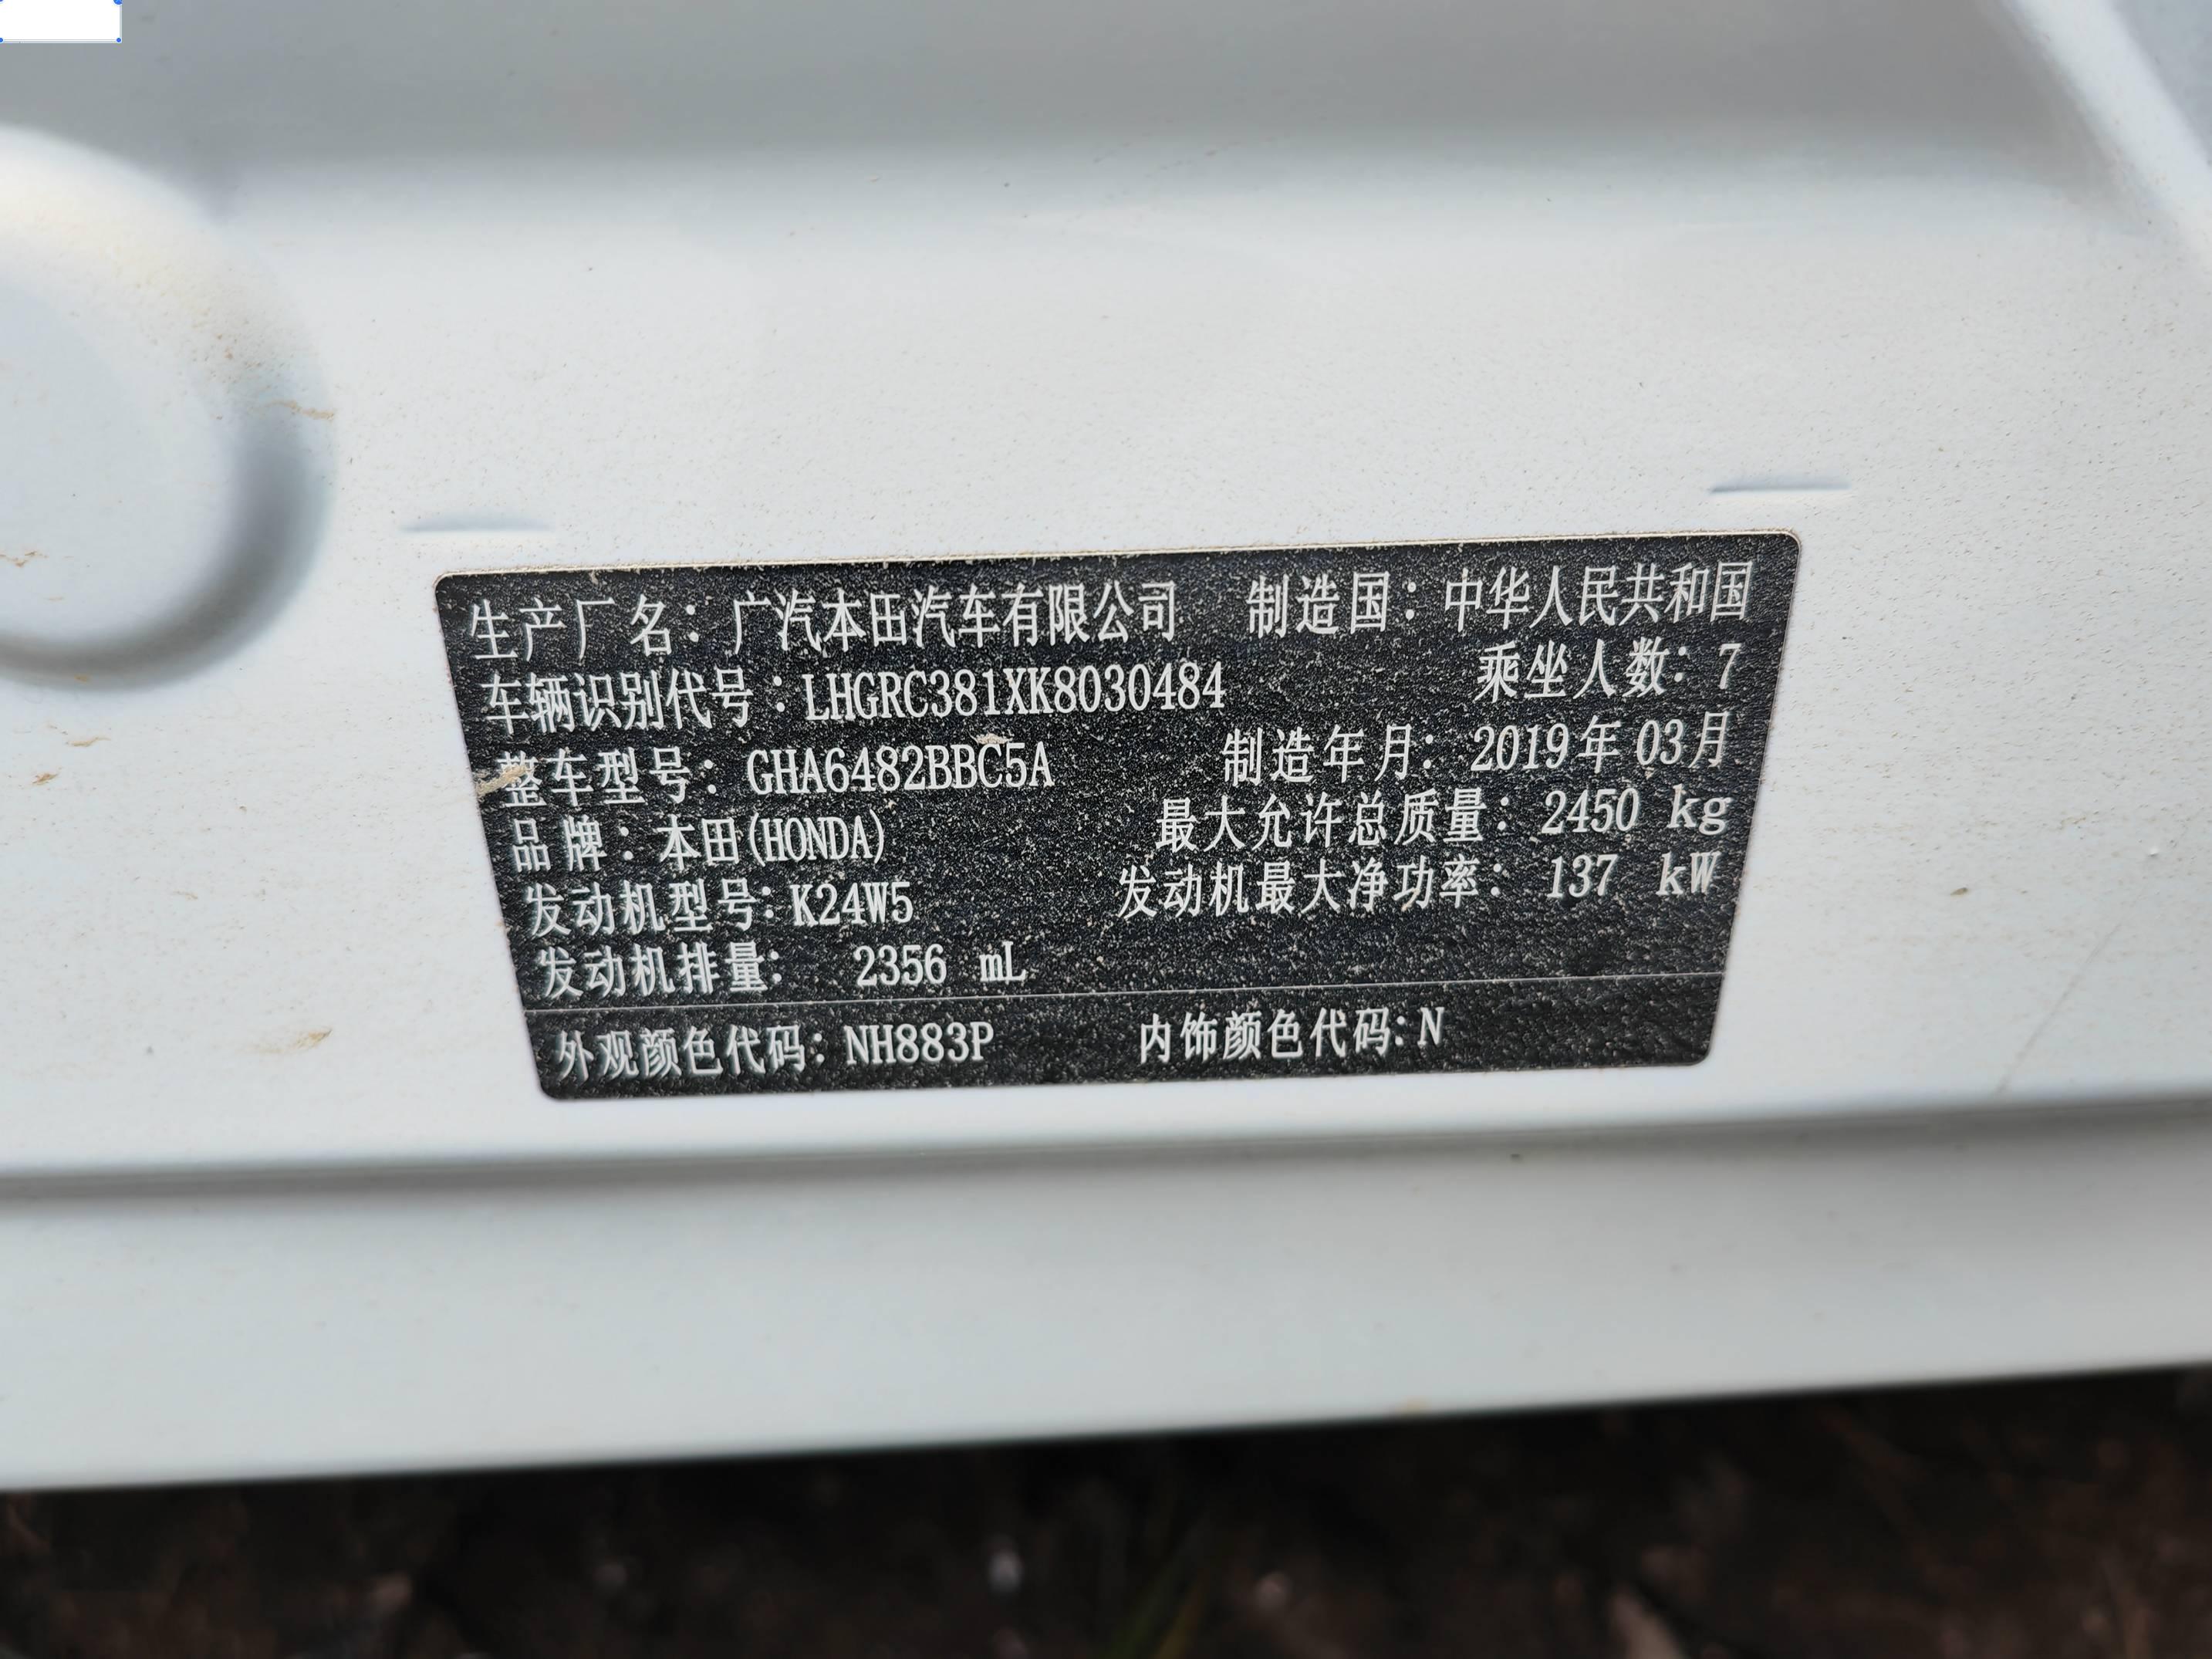 生产厂名：广汽本田汽车有限公司 制造国：中华人民共和国
车辆识别代号：LHGRC381XK8030484 乘坐人数：7
整车型号：GHA6482BBC5A 制造年月：2019年03月
品牌：本田(HONDA) 最大允许总质量：2450 kg
发动机型号：K24W5 发动机最大净功率：137 kW
发动机排量：2356 mL
外观颜色代码：NH883P 内饰颜色代码：N